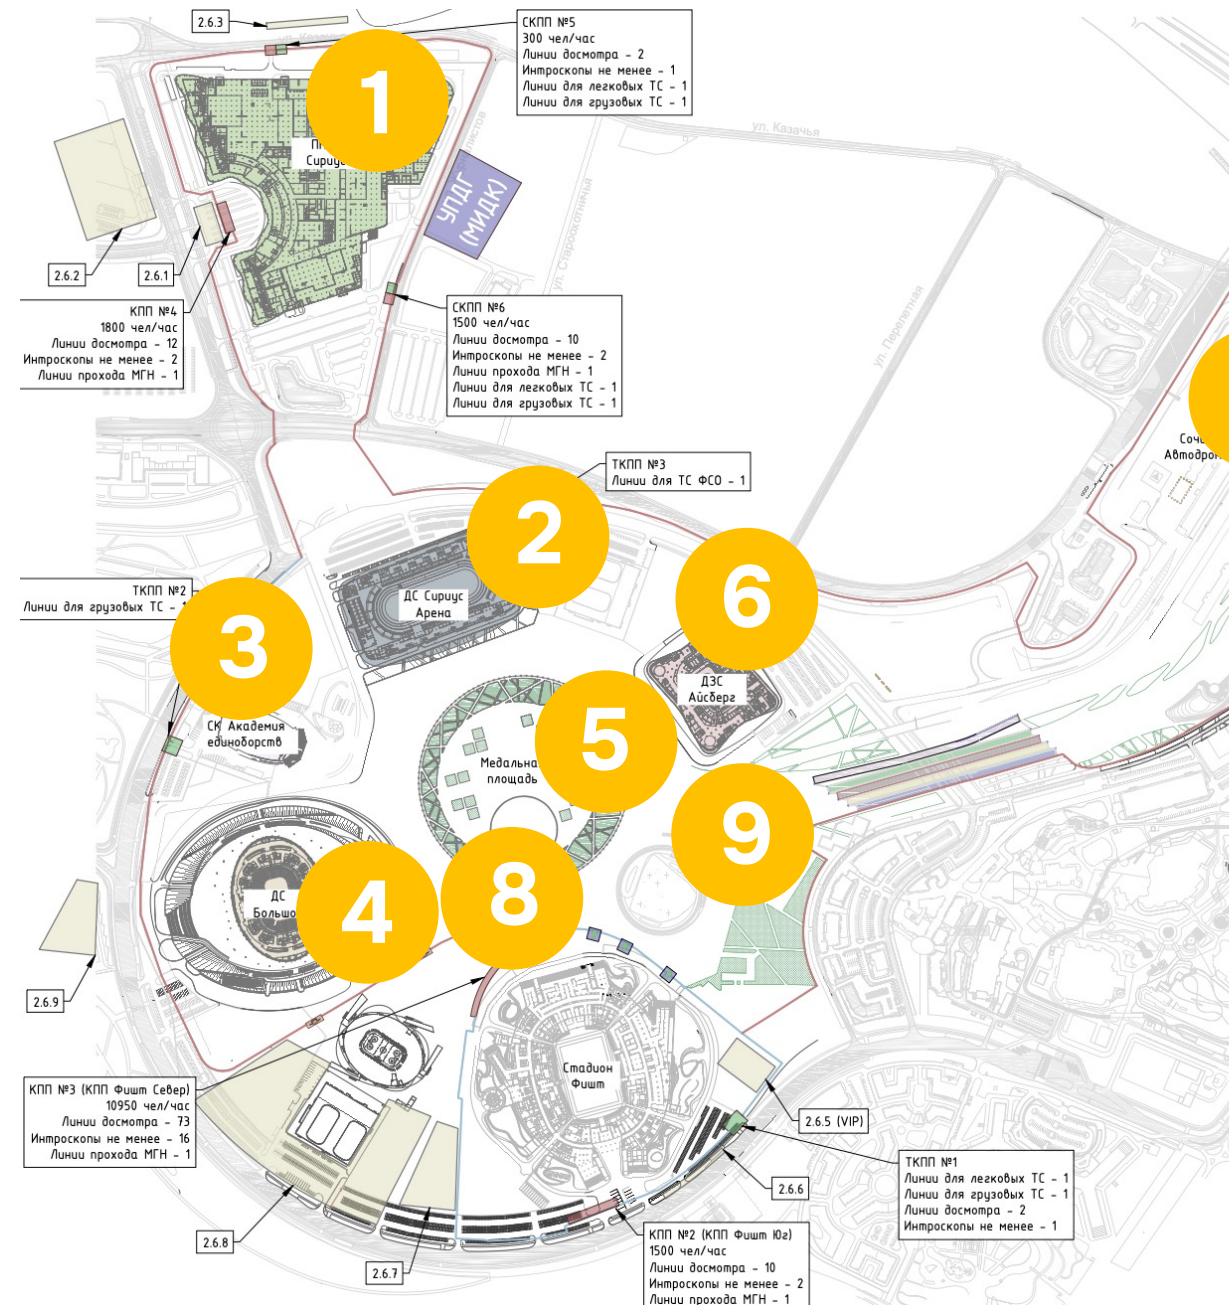 2.6.3
ул. Казачья
СКПП №5
300 чел/час
Линии досмотра – 2
Интроскопы не менее – 1
Линии для легковых ТС – 1
Линии для грузовых ТС – 1
1
Сириус
ул. Казачья
УПДГ
(МИДК)
ул. Староохотничья
ул. Перелетная
2.6.2
2.6.1
КПП №4
1800 чел/час
Линии досмотра – 12
Интроскопы не менее – 2
Линии прохода МГН – 1
СКПП №6
1500 чел/час
Линии досмотра – 10
Интроскопы не менее – 2
Линии прохода МГН – 1
Линии для легковых ТС – 1
Линии для грузовых ТС – 1
ТКПП №3
Линии для ТС ФСО – 1
2
ДС Сириус
Арена
6
ДЗС
Айсберг
ТКПП №2
Линии для грузовых ТС –
3
СК Академия
единоборств
5
Медальная
площадь
9
8
4
ДС
2.6.9
Стадион
Фишт
КПП №3 (КПП Фишт Север)
10950 чел/час
Линии досмотра – 73
Интроскопы не менее – 16
Линии прохода МГН – 1
2.6.5 (VIP)
2.6.6
ТКПП №1
Линии для легковых ТС – 1
Линии для грузовых ТС – 1
Линии досмотра – 2
Интроскопы не менее – 1
2.6.8
2.6.7
КПП №2 (КПП Фишт Юг)
1500 чел/час
Линии досмотра – 10
Интроскопы не менее – 2
Линии прохода МГН – 1